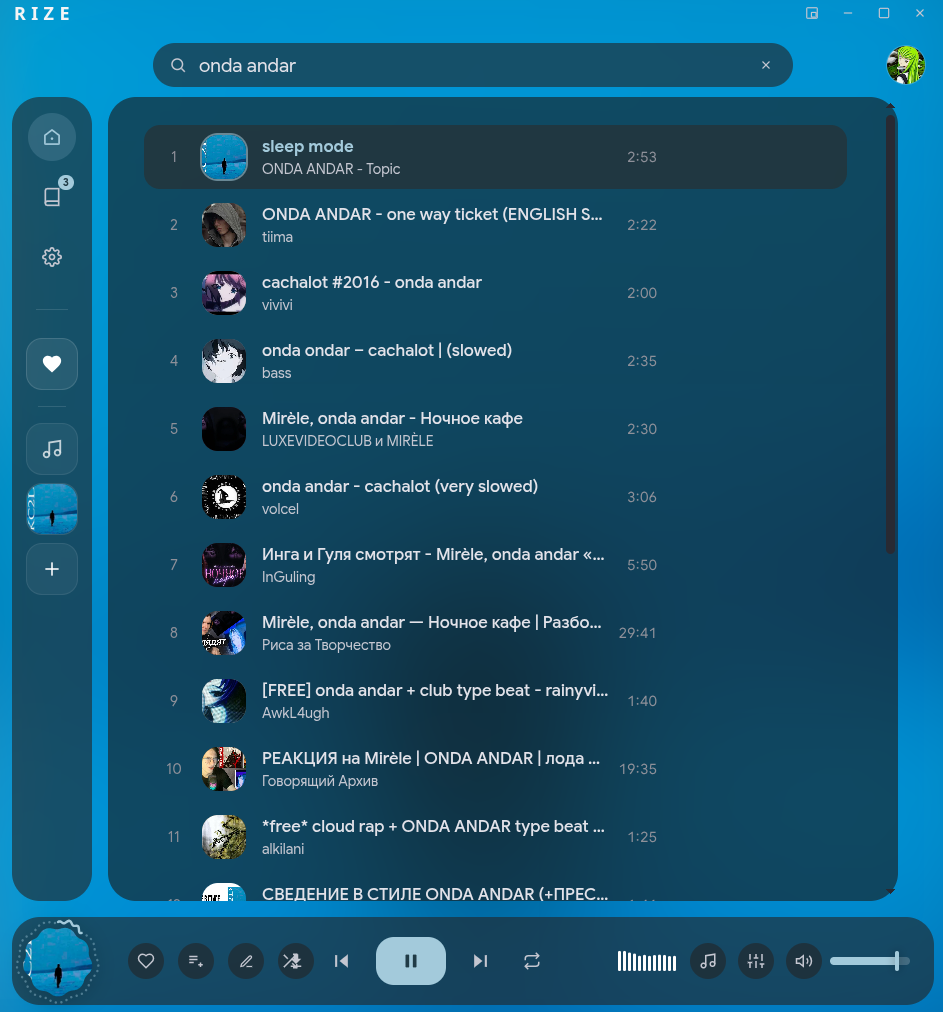 RIZE
onda andar
3
1
sleep mode
2:53
ONDA ANDAR - Topic
2
ONDA ANDAR - one way ticket (ENGLISH S...
2:22
tiima
3
cachalot #2016 - onda andar
2:00
vivivi
4
onda ondar – cachalot | (slowed)
2:35
bass
5
Mirèle, onda andar - Ночное кафе
2:30
LUXEVIDEOCLUB и MIRÈLE
6
onda andar - cachalot (very slowed)
3:06
volcel
7
Инга и Гуля смотрят - Mirèle, onda andar «...
5:50
InGuling
8
Mirèle, onda andar — Ночное кафе | Разбо...
29:41
Риса за Творчество
9
[FREE] onda andar + club type beat - rainyvi...
1:40
AwkL4ugh
10
РЕАКЦИЯ на Mirèle | ONDA ANDAR | лода ...
19:35
Говорящий Архив
11
*free* cloud rap + ONDA ANDAR type beat ...
1:25
alkilani
СВЕДЕНИЕ В СТИЛЕ ONDA ANDAR (+ПРЕС...